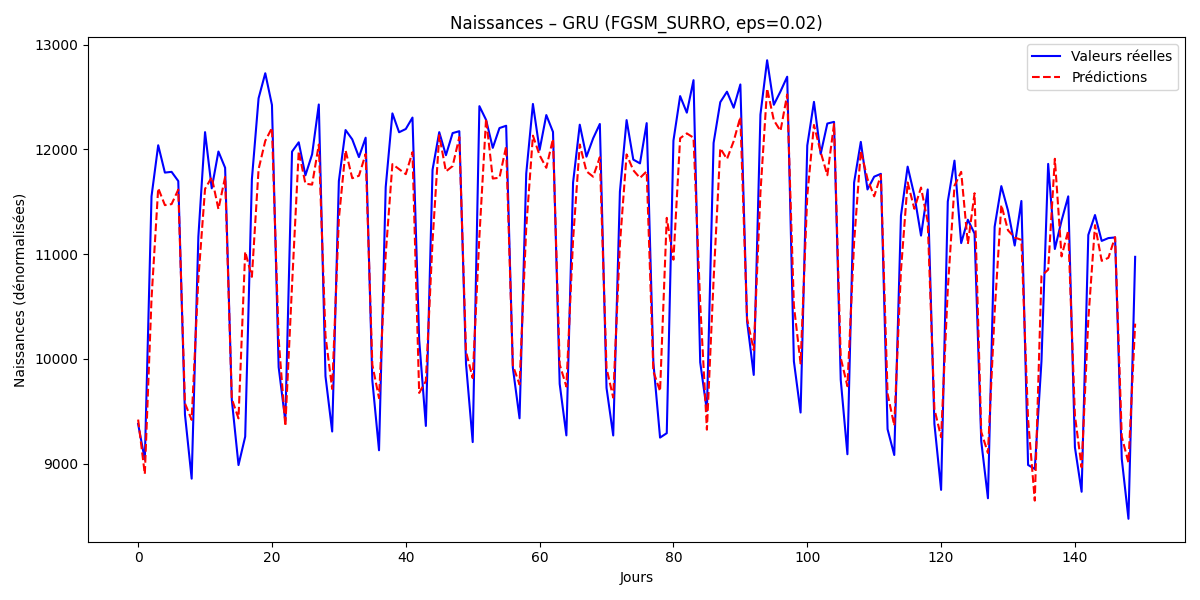 Naissances – GRU (FGSM_SURRO, eps=0.02)
Valeurs réelles
Prédictions
Naissances (dénormalisées)
13000
12000
11000
10000
9000
0 20 40 60 80 100 120 140
Jours